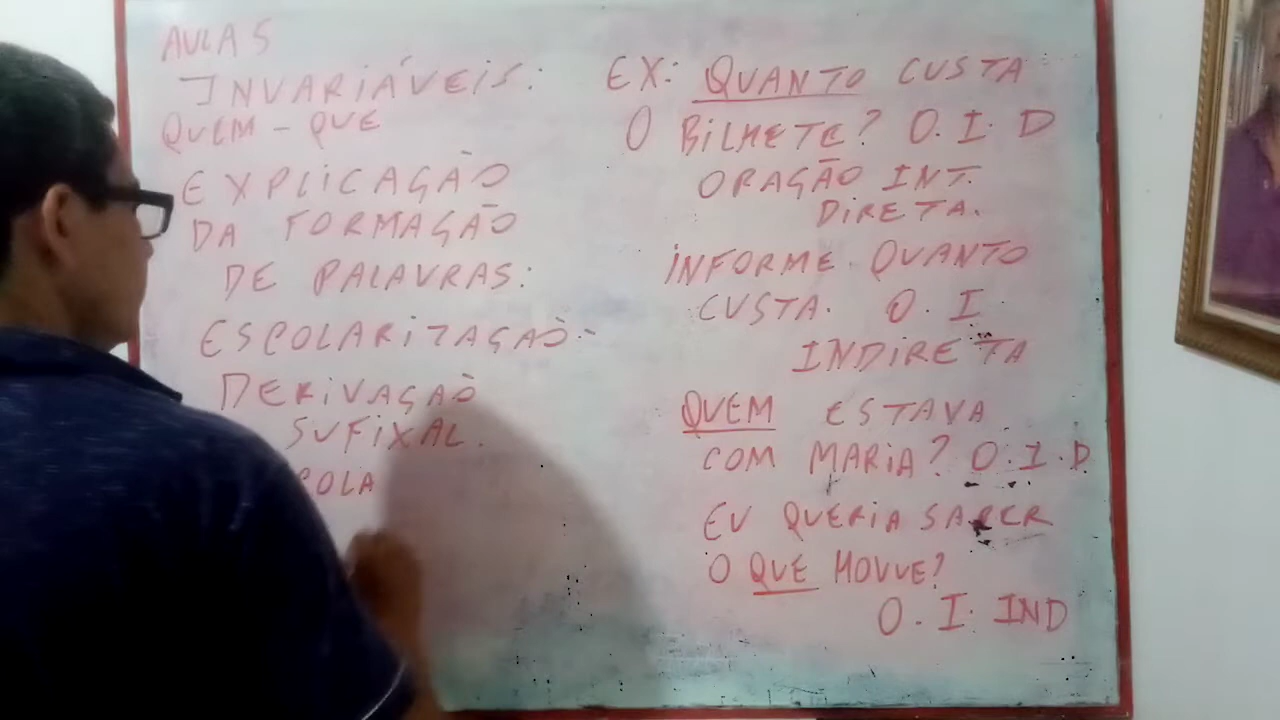 AULAS
INVARIÁVEIS:
QUEM - QUE
EXPLICAÇÃO
DA FORMAÇÃO
DE PALAVRAS:
ESCOLARIZAÇÃO-
DERIVAÇÃO
SUFIXAL.
COLA
EX: QUANTO CUSTA
O BILHETE? O. I. D
ORAÇÃO INT.
DIRETA.
INFORME QUANTO
CUSTA. O. I
INDIRETA
QUEM ESTAVA
COM MARIA? O. I. D
EU QUERIA SABER
O QUE HOUVE?
O. I. IND